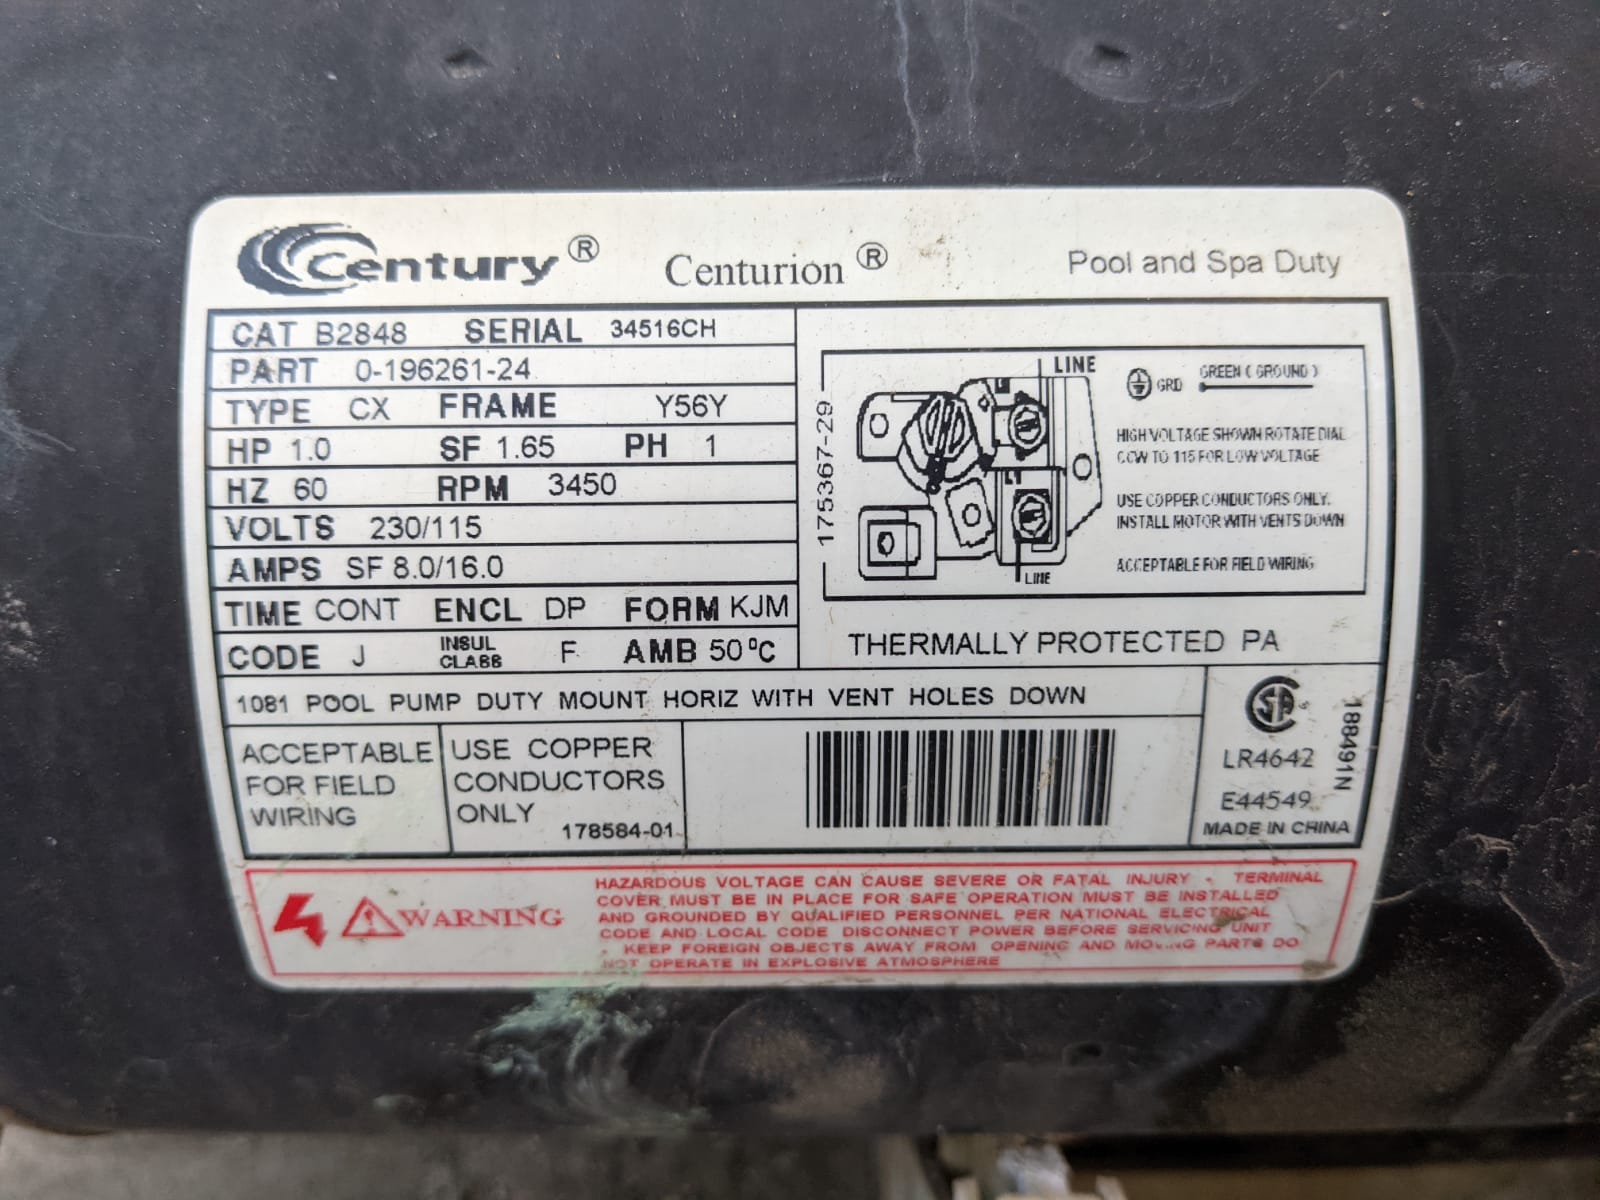 Century ® Centurion ® Pool and Spa Duty
CAT B2848 SERIAL 34516CH
PART 0-196261-24
TYPE CX FRAME Y56Y
HP 1.0 SF 1.65 PH 1
HZ 60 RPM 3450
VOLTS 230/115
AMPS SF 8.0/16.0
TIME CONT ENCL DP FORM KJM
CODE J INSUL CLASS F AMB 50°C
175367-29
LINE
L1
LINE
GRD GREEN (GROUND)
HIGH VOLTAGE SHOWN ROTATE DIAL
CCW TO 115 FOR LOW VOLTAGE
USE COPPER CONDUCTORS ONLY.
INSTALL MOTOR WITH VENTS DOWN
ACCEPTABLE FOR FIELD WIRING
THERMALLY PROTECTED PA
1081 POOL PUMP DUTY MOUNT HORIZ WITH VENT HOLES DOWN
ACCEPTABLE
FOR FIELD
WIRING
USE COPPER
CONDUCTORS
ONLY
178584-01
SA
LR4642
E44549
MADE IN CHINA
188491N
WARNING
HAZARDOUS VOLTAGE CAN CAUSE SEVERE OR FATAL INJURY - TERMINAL
COVER MUST BE IN PLACE FOR SAFE OPERATION MUST BE INSTALLED
AND GROUNDED BY QUALIFIED PERSONNEL PER NATIONAL ELECTRICAL
CODE AND LOCAL CODE DISCONNECT POWER BEFORE SERVICING UNIT
- KEEP FOREIGN OBJECTS AWAY FROM OPENING AND MOVING PARTS DO
NOT OPERATE IN EXPLOSIVE ATMOSPHERE